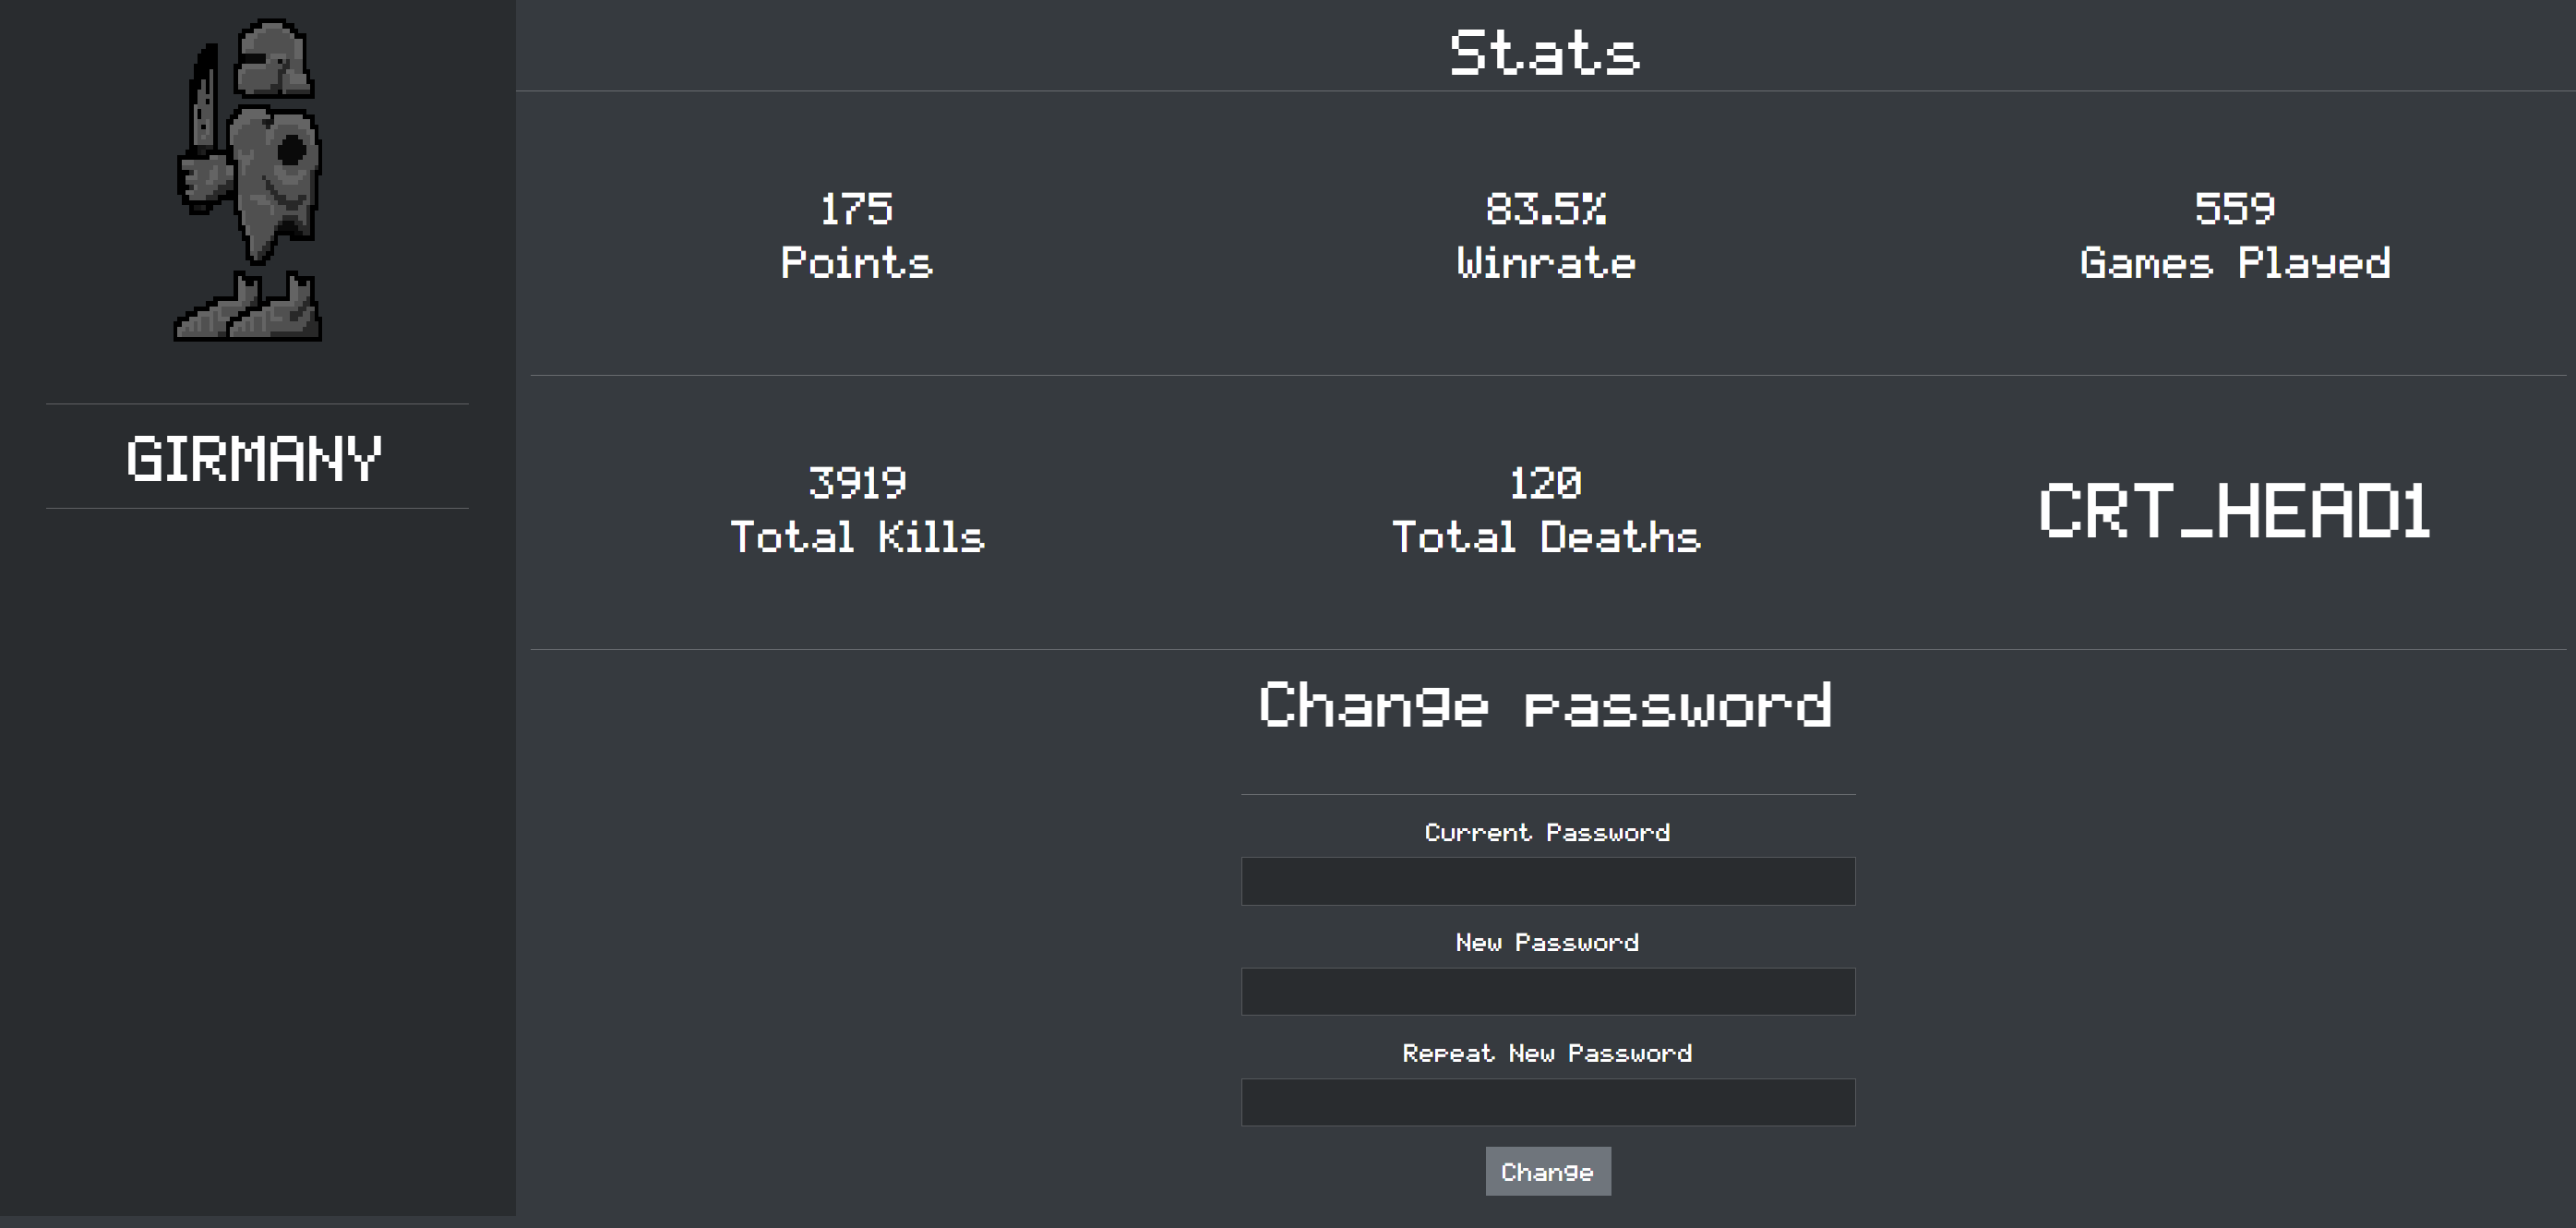 GIRMANY
Stats
175
Points
83.5%
Winrate
559
Games Played
3919
Total Kills
120
Total Deaths
CRT_HEAD1
Change password
Current Password
New Password
Repeat New Password
Change